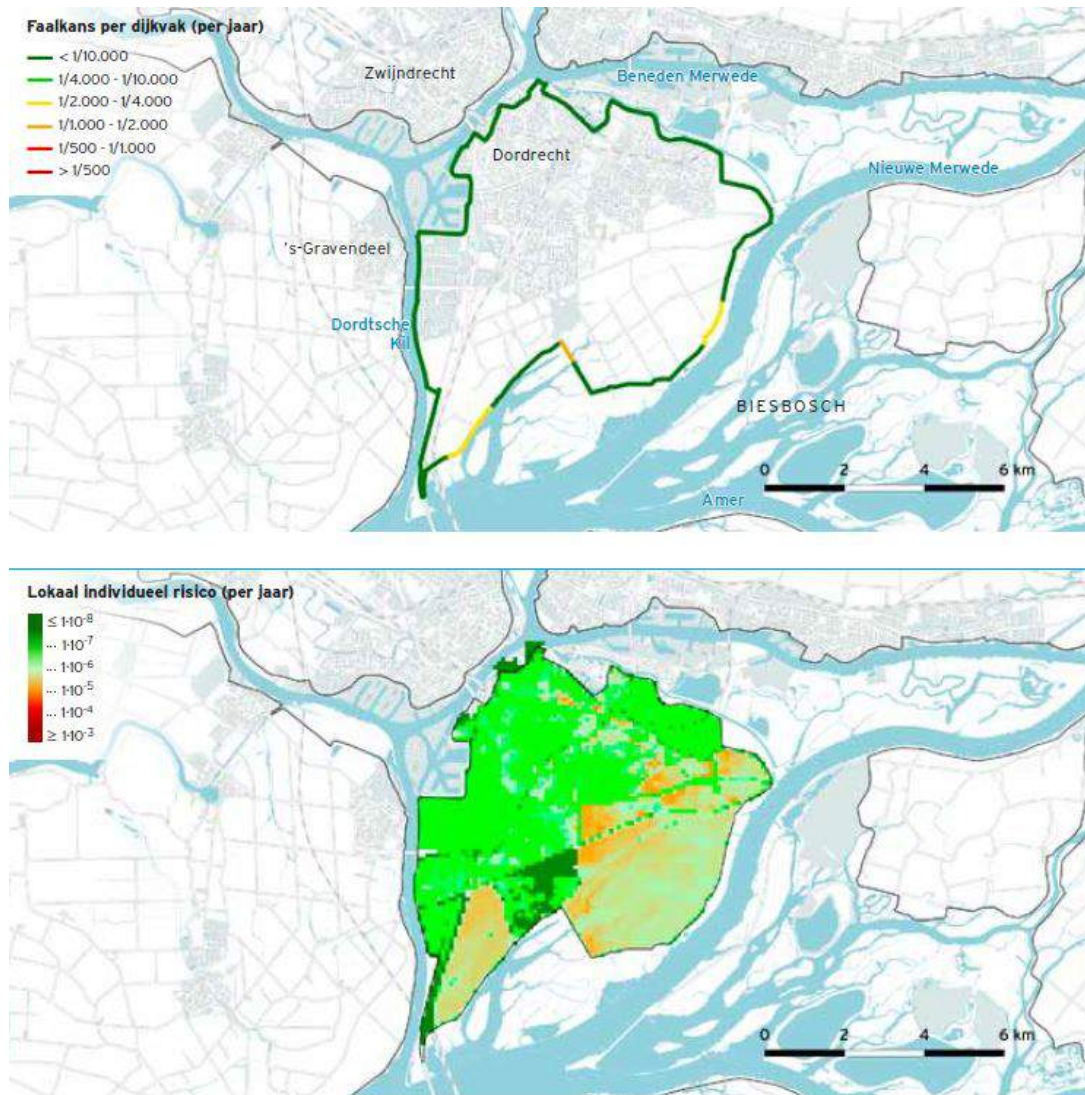 Faalkans per dijkvak (per jaar)
< 1/10.000
1/4.000 - 1/10.000
1/2.000 - 1/4.000
1/1.000 - 1/2.000
1/500 - 1/1.000
> 1/500
Zwijndrecht
Beneden Merwede
Dordrecht
Nieuwe Merwede
's-Gravendeel
Dordtsche
Kil
BIESBOSCH
0 2 4 6 km
Amer
Lokaal individueel risico (per jaar)
≤ 1·10⁻⁸
... 1·10⁻⁷
... 1·10⁻⁶
... 1·10⁻⁵
... 1·10⁻⁴
≥ 1·10⁻³
0 2 4 6 km